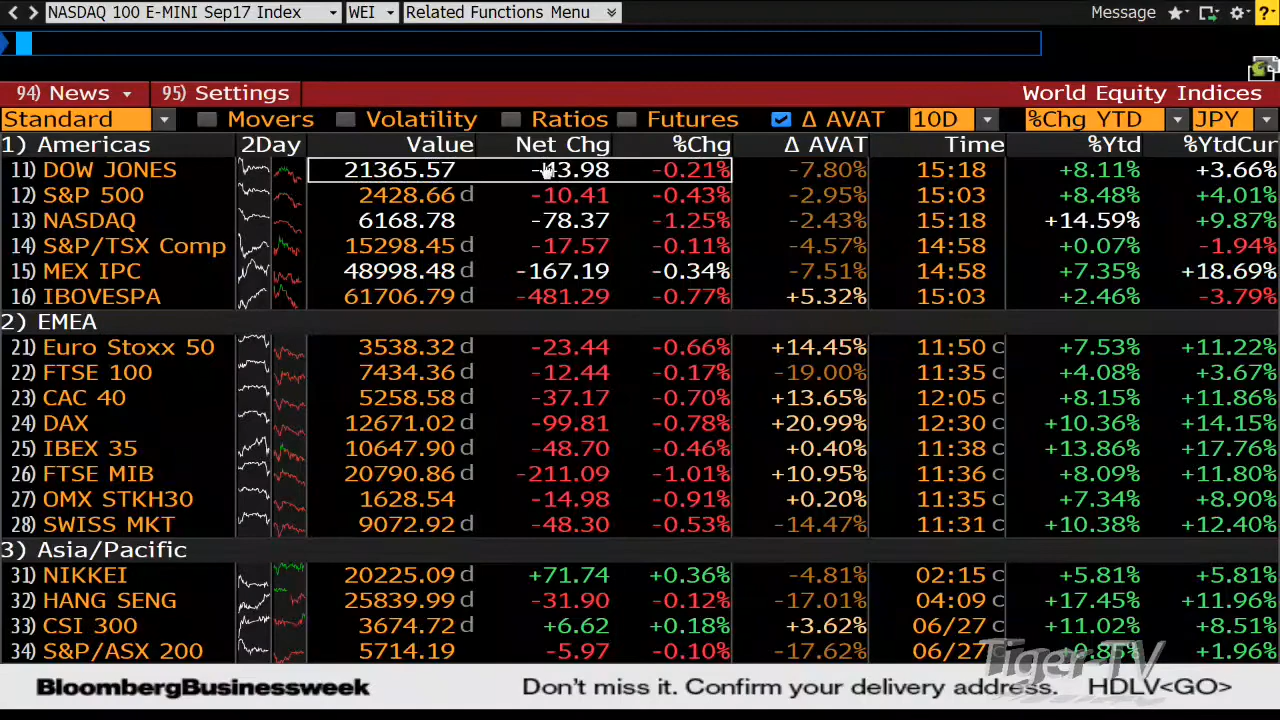 NASDAQ 100 E-MINI Sep17 Index WEI Related Functions Menu Message ?
94) News 95) Settings World Equity Indices
Standard Movers Volatility Ratios Futures Δ AVAT 10D %Chg YTD JPY
1) Americas 2Day Value Net Chg %Chg Δ AVAT Time %Ytd %YtdCur
11) DOW JONES 21365.57 -43.98 -0.21% -7.80% 15:18 +8.11% +3.66%
12) S&P 500 2428.66 d -10.41 -0.43% -2.95% 15:03 +8.48% +4.01%
13) NASDAQ 6168.78 -78.37 -1.25% -2.43% 15:18 +14.59% +9.87%
14) S&P/TSX Comp 15298.45 d -17.57 -0.11% -4.57% 14:58 +0.07% -1.94%
15) MEX IPC 48998.48 d -167.19 -0.34% -7.51% 14:58 +7.35% +18.69%
16) IBOVESPA 61706.79 d -481.29 -0.77% +5.32% 15:03 +2.46% -3.79%
2) EMEA
21) Euro Stoxx 50 3538.32 d -23.44 -0.66% +14.45% 11:50 c +7.53% +11.22%
22) FTSE 100 7434.36 d -12.44 -0.17% -19.00% 11:35 c +4.08% +3.67%
23) CAC 40 5258.58 d -37.17 -0.70% +13.65% 12:05 c +8.15% +11.86%
24) DAX 12671.02 d -99.81 -0.78% +20.99% 12:30 c +10.36% +14.15%
25) IBEX 35 10647.90 d -48.70 -0.46% +0.40% 11:38 c +13.86% +17.76%
26) FTSE MIB 20790.86 d -211.09 -1.01% +10.95% 11:36 c +8.09% +11.80%
27) OMX STKH30 1628.54 -14.98 -0.91% +0.20% 11:35 c +7.34% +8.90%
28) SWISS MKT 9072.92 d -48.30 -0.53% -14.47% 11:31 c +10.38% +12.40%
3) Asia/Pacific
31) NIKKEI 20225.09 d +71.74 +0.36% -4.81% 02:15 c +5.81% +5.81%
32) HANG SENG 25839.99 d -31.90 -0.12% -17.01% 04:09 c +17.45% +11.96%
33) CSI 300 3674.72 d +6.62 +0.18% +3.62% 06/27 c +11.02% +8.51%
34) S&P/ASX 200 5714.19 -5.97 -0.10% -17.62% 06/27 +0.85% +1.96%
Tiger-TV
BloombergBusinessweek Don't miss it. Confirm your delivery address. HDLV<GO>